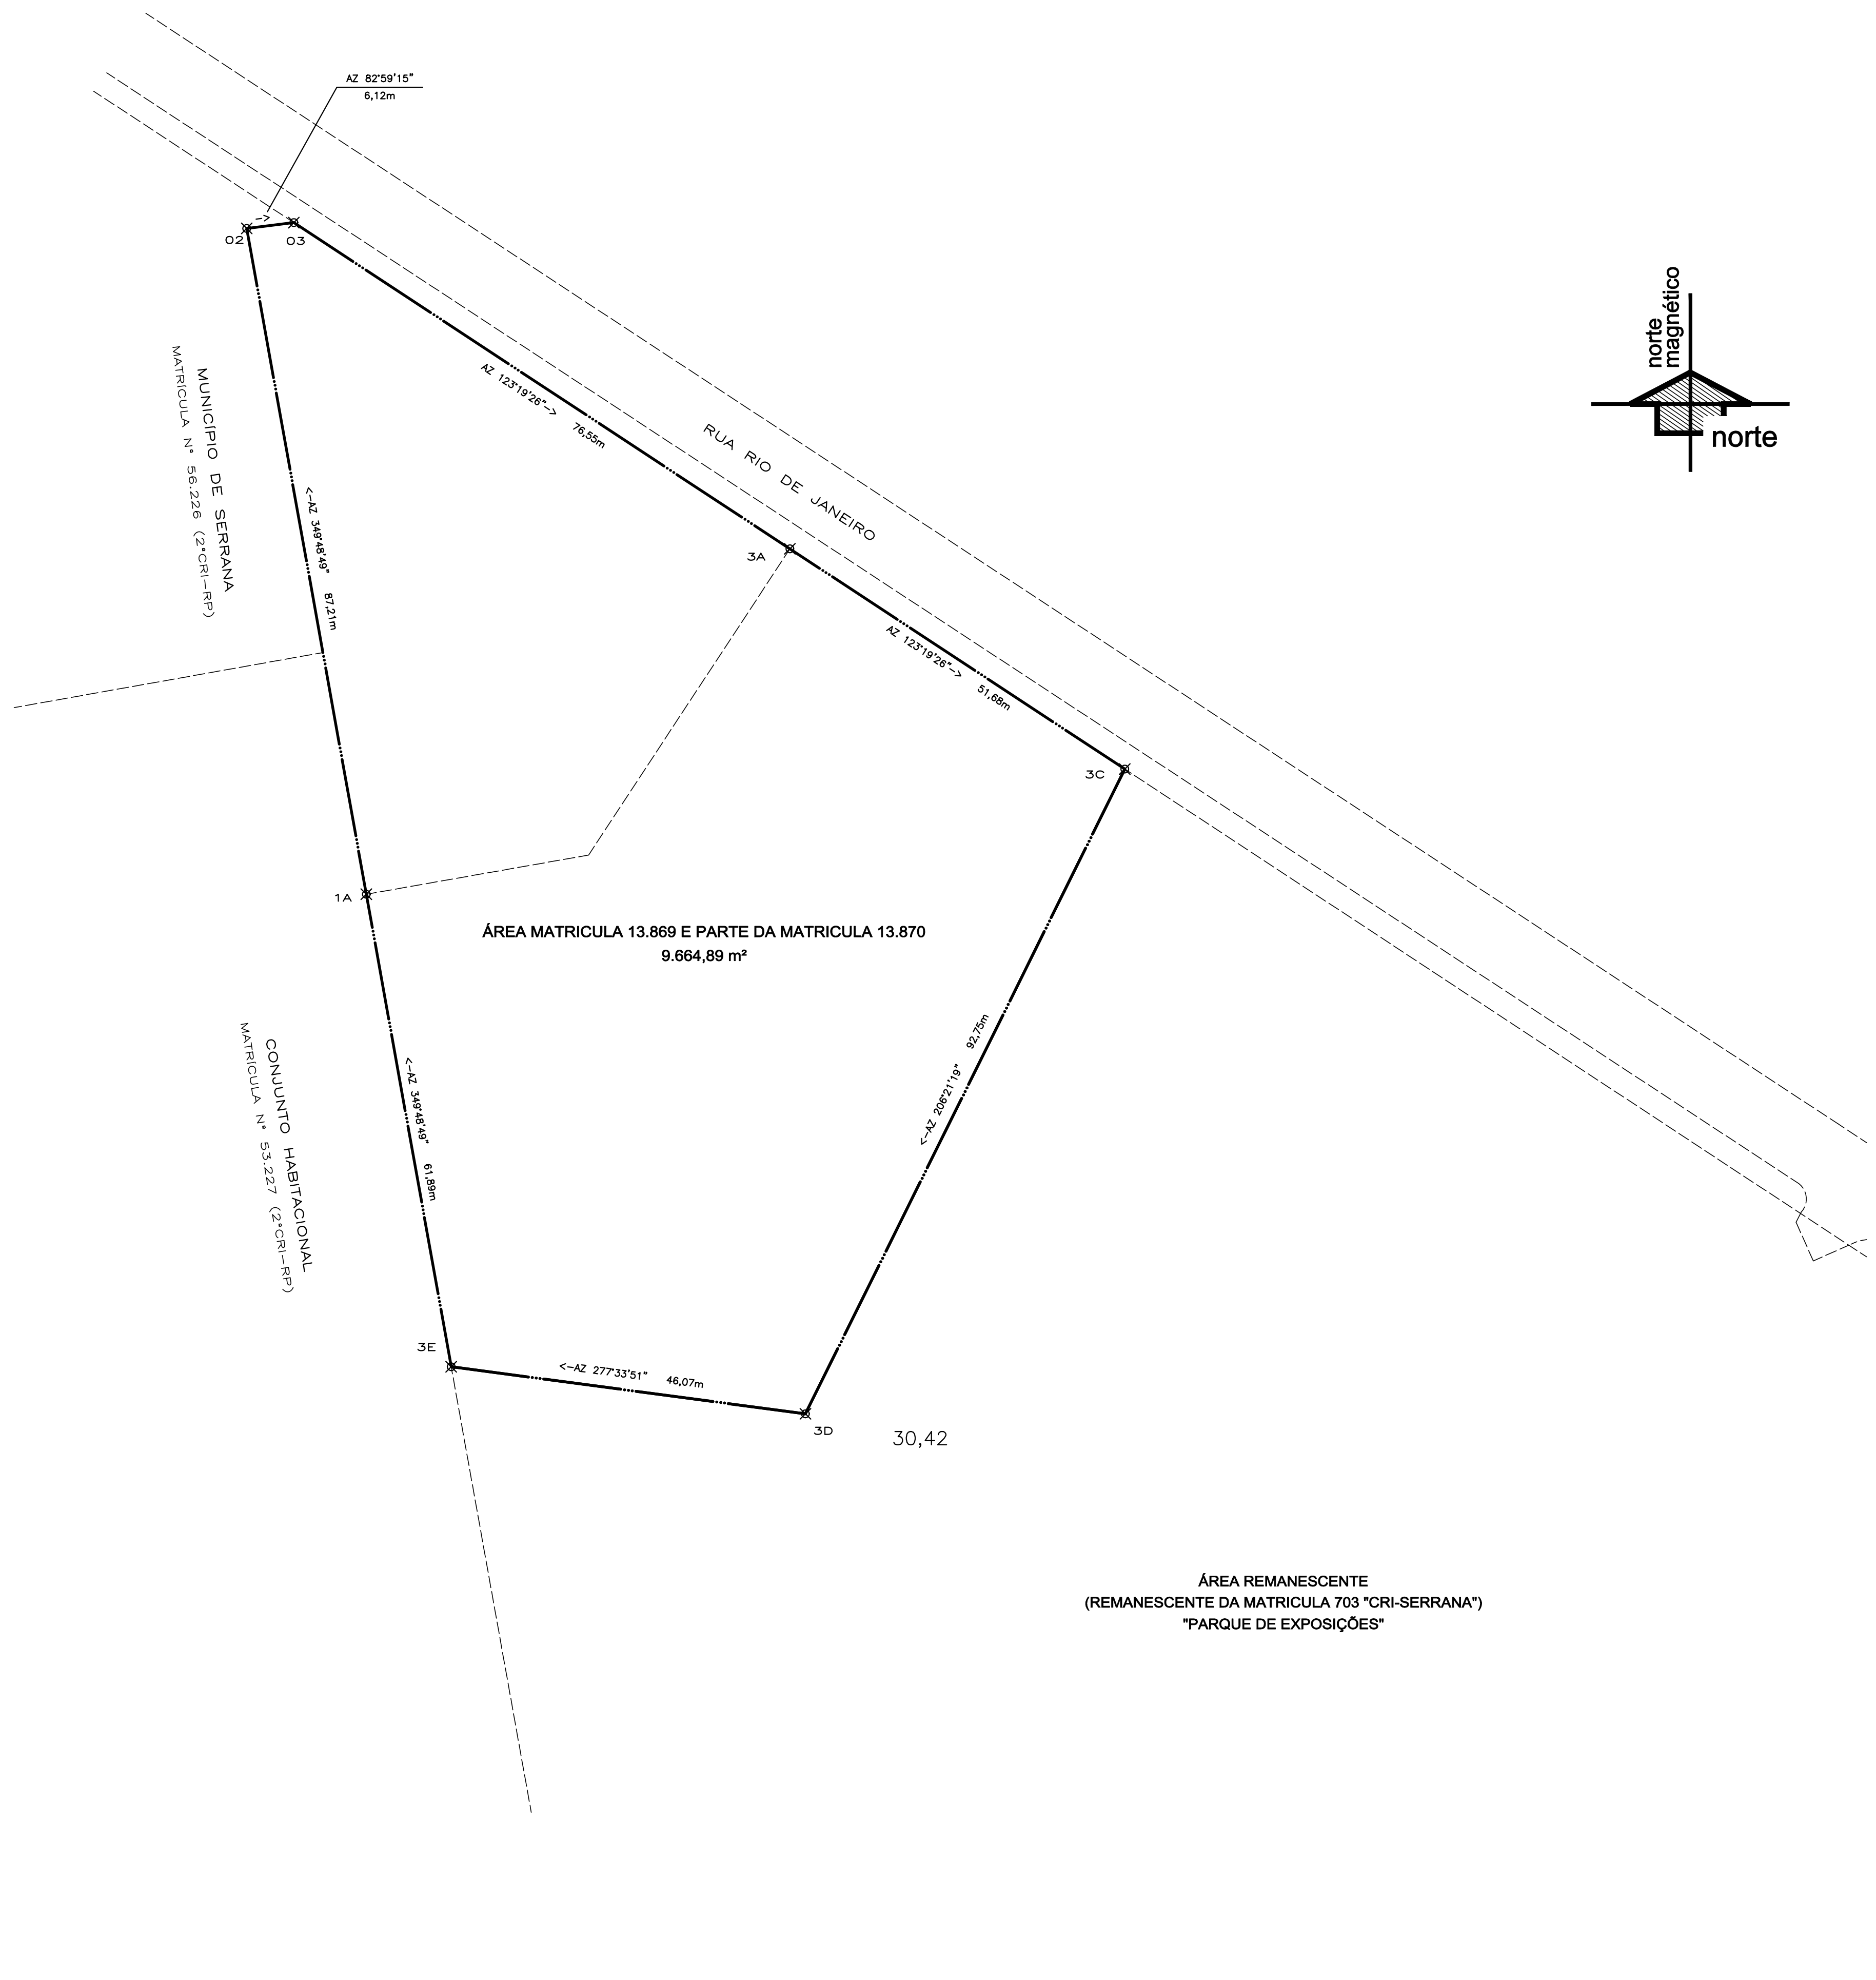 AZ 82°59'15"
6,12m
->
02
03
norte
magnético
norte
MUNICÍPIO DE SERRANA
MATRÍCULA N° 56.226 (2°CRI-RP)
<-AZ 349°48'49" 87,21m
AZ 123°19'26"-> 76,55m
RUA RIO DE JANEIRO
3A
AZ 123°19'26"-> 51,68m
3C
1A
ÁREA MATRICULA 13.869 E PARTE DA MATRICULA 13.870
9.664,89 m²
<-AZ 206°21'19" 92,75m
CONJUNTO HABITACIONAL
MATRÍCULA N° 53.227 (2°CRI-RP)
<-AZ 349°48'49" 61,89m
3E
<-AZ 277°33'51" 46,07m
3D
30,42
ÁREA REMANESCENTE
(REMANESCENTE DA MATRICULA 703 "CRI-SERRANA")
"PARQUE DE EXPOSIÇÕES"